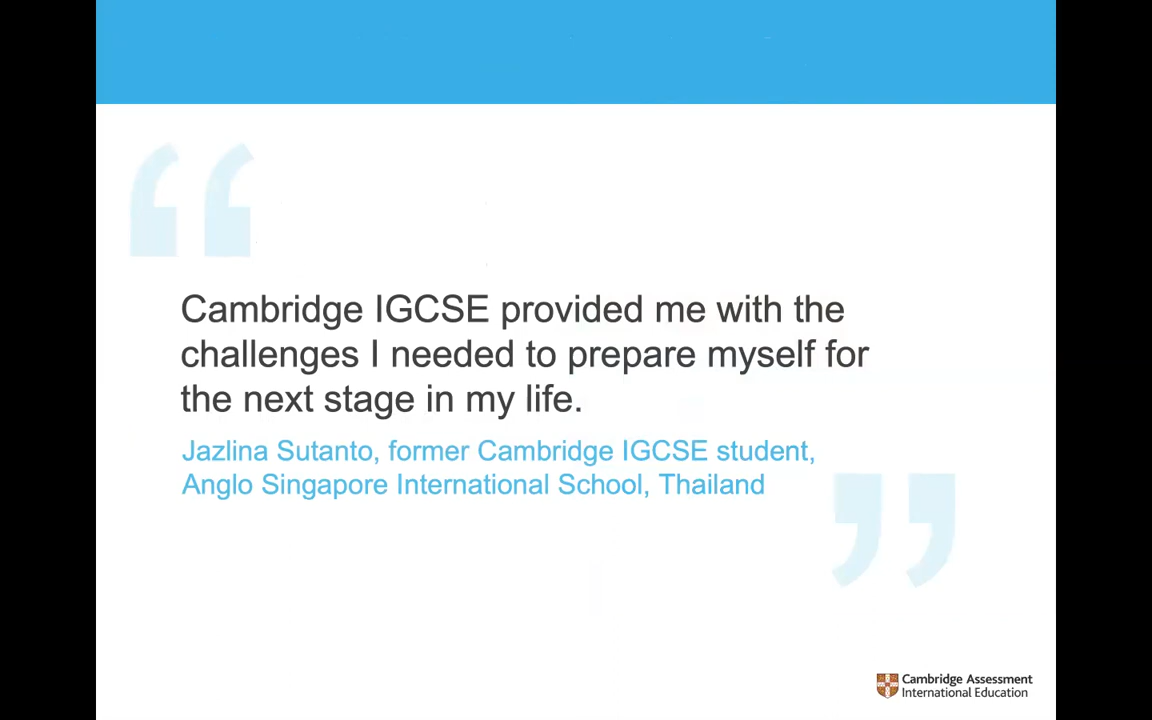 Cambridge IGCSE provided me with the
challenges I needed to prepare myself for
the next stage in my life.
Jazlina Sutanto, former Cambridge IGCSE student,
Anglo Singapore International School, Thailand
Cambridge Assessment
International Education